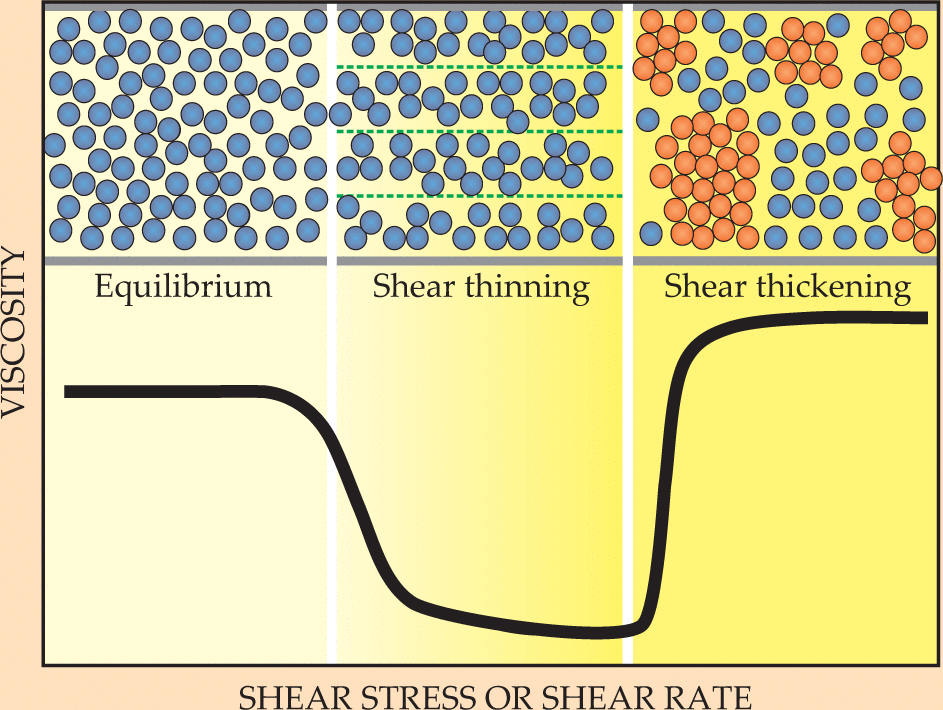 Equilibrium
Shear thinning
Shear thickening
VISCOSITY
SHEAR STRESS OR SHEAR RATE